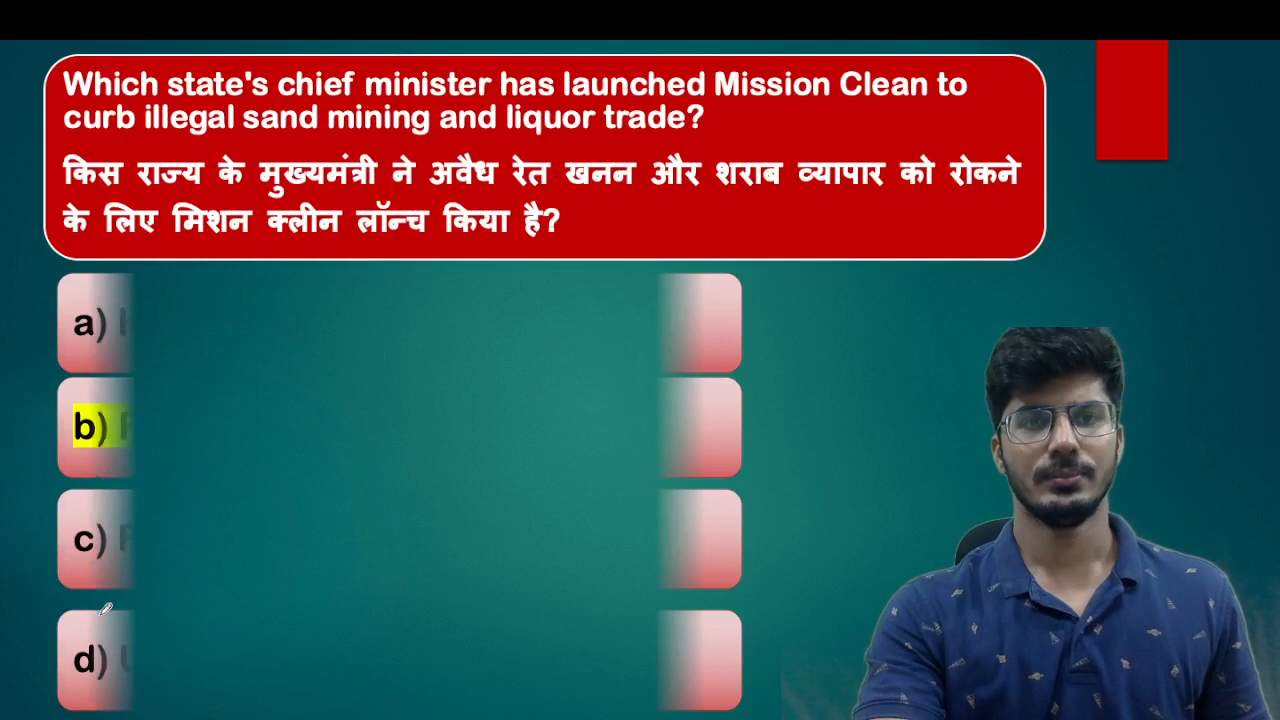 Which state's chief minister has launched Mission Clean to
curb illegal sand mining and liquor trade?
किस राज्य के मुख्यमंत्री ने अवैध रेत खनन और शराब व्यापार को रोकने
के लिए मिशन क्लीन लॉन्च किया है?
a)
b)
c)
d)